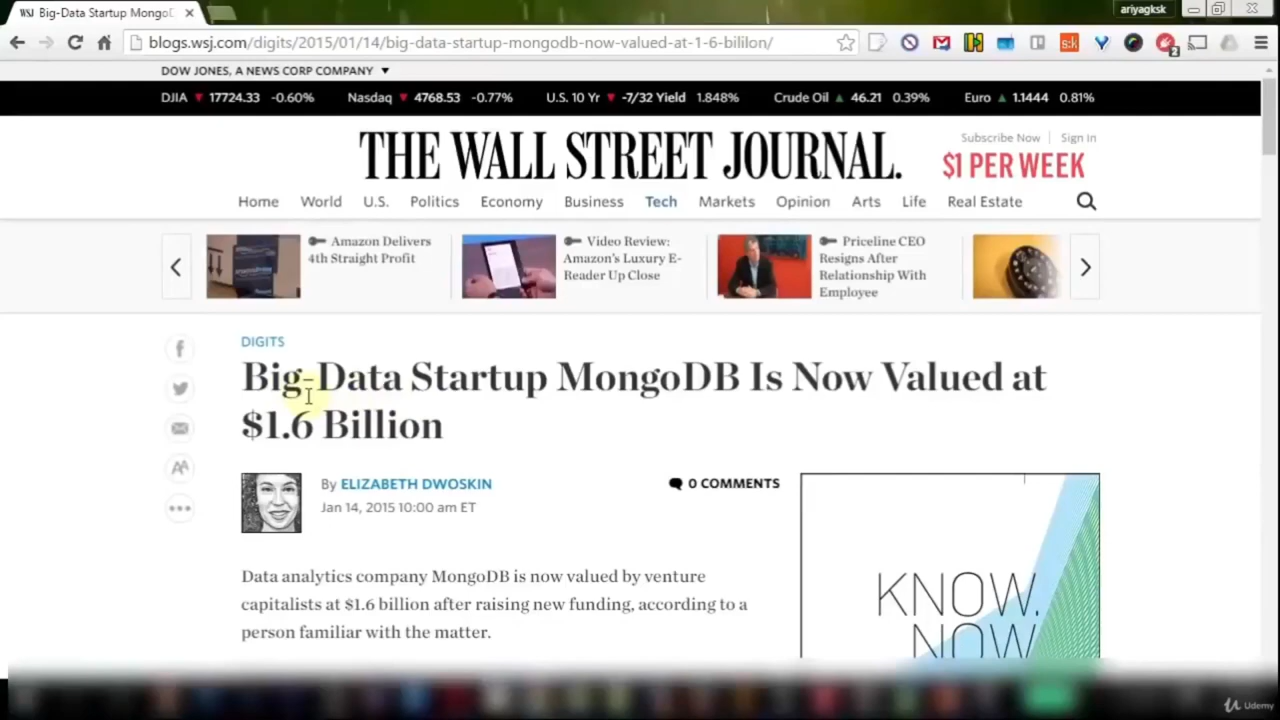 WSJ Big-Data Startup MongoD
ariyagksk
blogs.wsj.com/digits/2015/01/14/big-data-startup-mongodb-now-valued-at-1-6-bililon/
s:k
2
DOW JONES, A NEWS CORP COMPANY
DJIA 17724.33 -0.60% Nasdaq 4768.53 -0.77% U.S. 10 Yr -7/32 Yield 1.848% Crude Oil 46.21 0.39% Euro 1.1444 0.81%
THE WALL STREET JOURNAL.
Subscribe Now Sign In
$1 PER WEEK
Home World U.S. Politics Economy Business Tech Markets Opinion Arts Life Real Estate
Amazon Delivers
4th Straight Profit
Video Review:
Amazon's Luxury E-
Reader Up Close
Priceline CEO
Resigns After
Relationship With
Employee
DIGITS
Big-Data Startup MongoDB Is Now Valued at
$1.6 Billion
By ELIZABETH DWOSKIN
Jan 14, 2015 10:00 am ET
0 COMMENTS
Data analytics company MongoDB is now valued by venture
capitalists at $1.6 billion after raising new funding, according to a
person familiar with the matter.
KNOW.
NOW.
Udemy